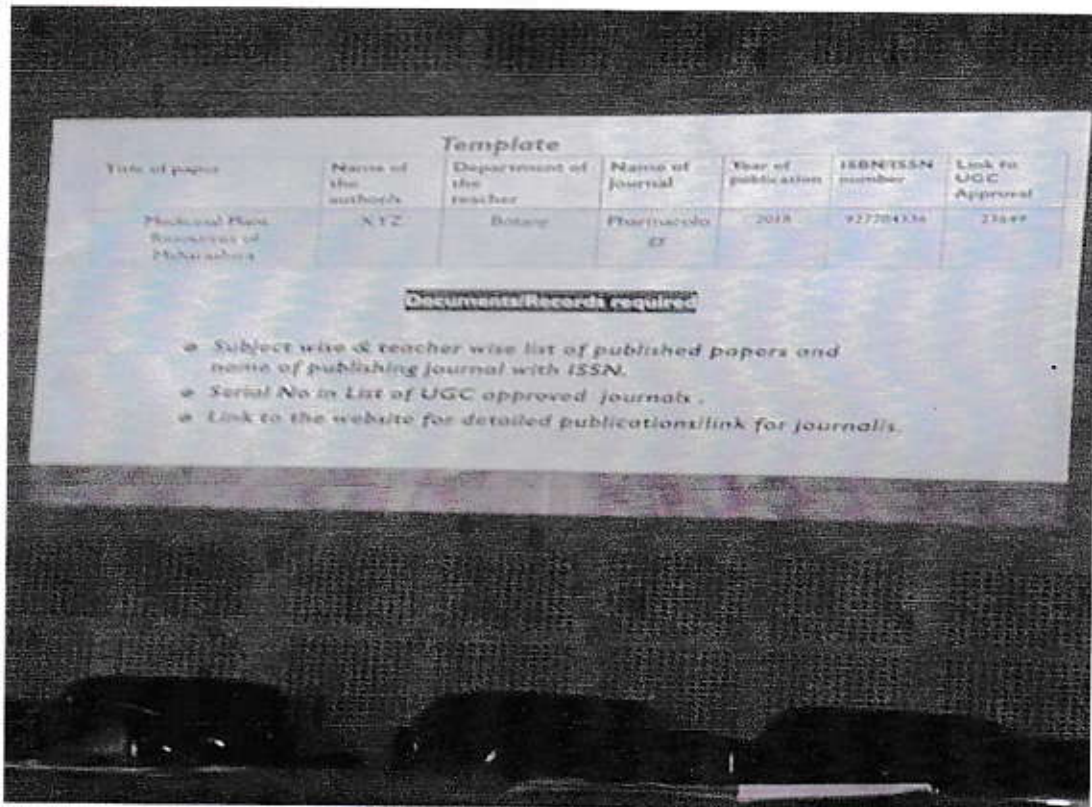 Template
Title of paper
Name of
the
author/s
Department of
the
teacher
Name of
journal
Year of
publication
ISBN/ISSN
number
Link to
UGC
Approval
Medicinal Plant
Resources of
Maharashtra
XYZ
Botany
Pharmacolo
gy
2018
Documents/Records required
Subject wise & teacher wise list of published papers and
name of publishing journal with ISSN.
Serial No in List of UGC approved journals .
Link to the website for detailed publications/link for journal/s.